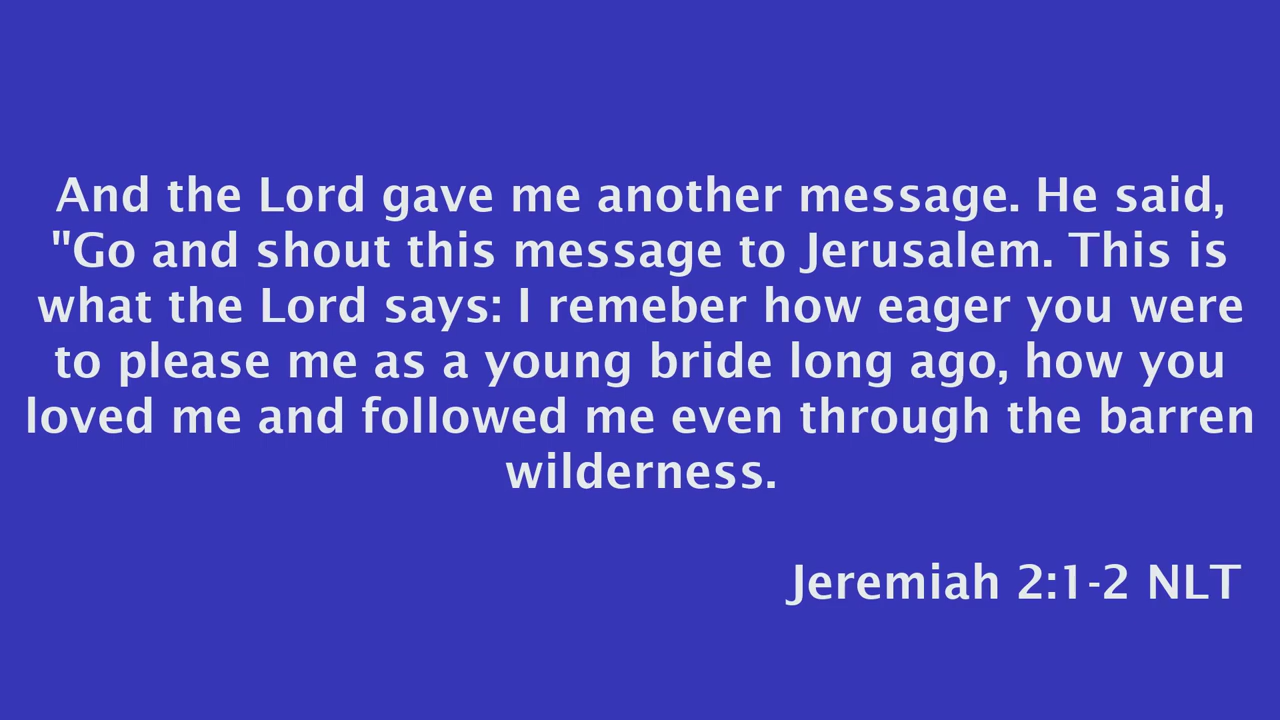 And the Lord gave me another message. He said,
"Go and shout this message to Jerusalem. This is
what the Lord says: I remeber how eager you were
to please me as a young bride long ago, how you
loved me and followed me even through the barren
wilderness.
Jeremiah 2:1-2 NLT